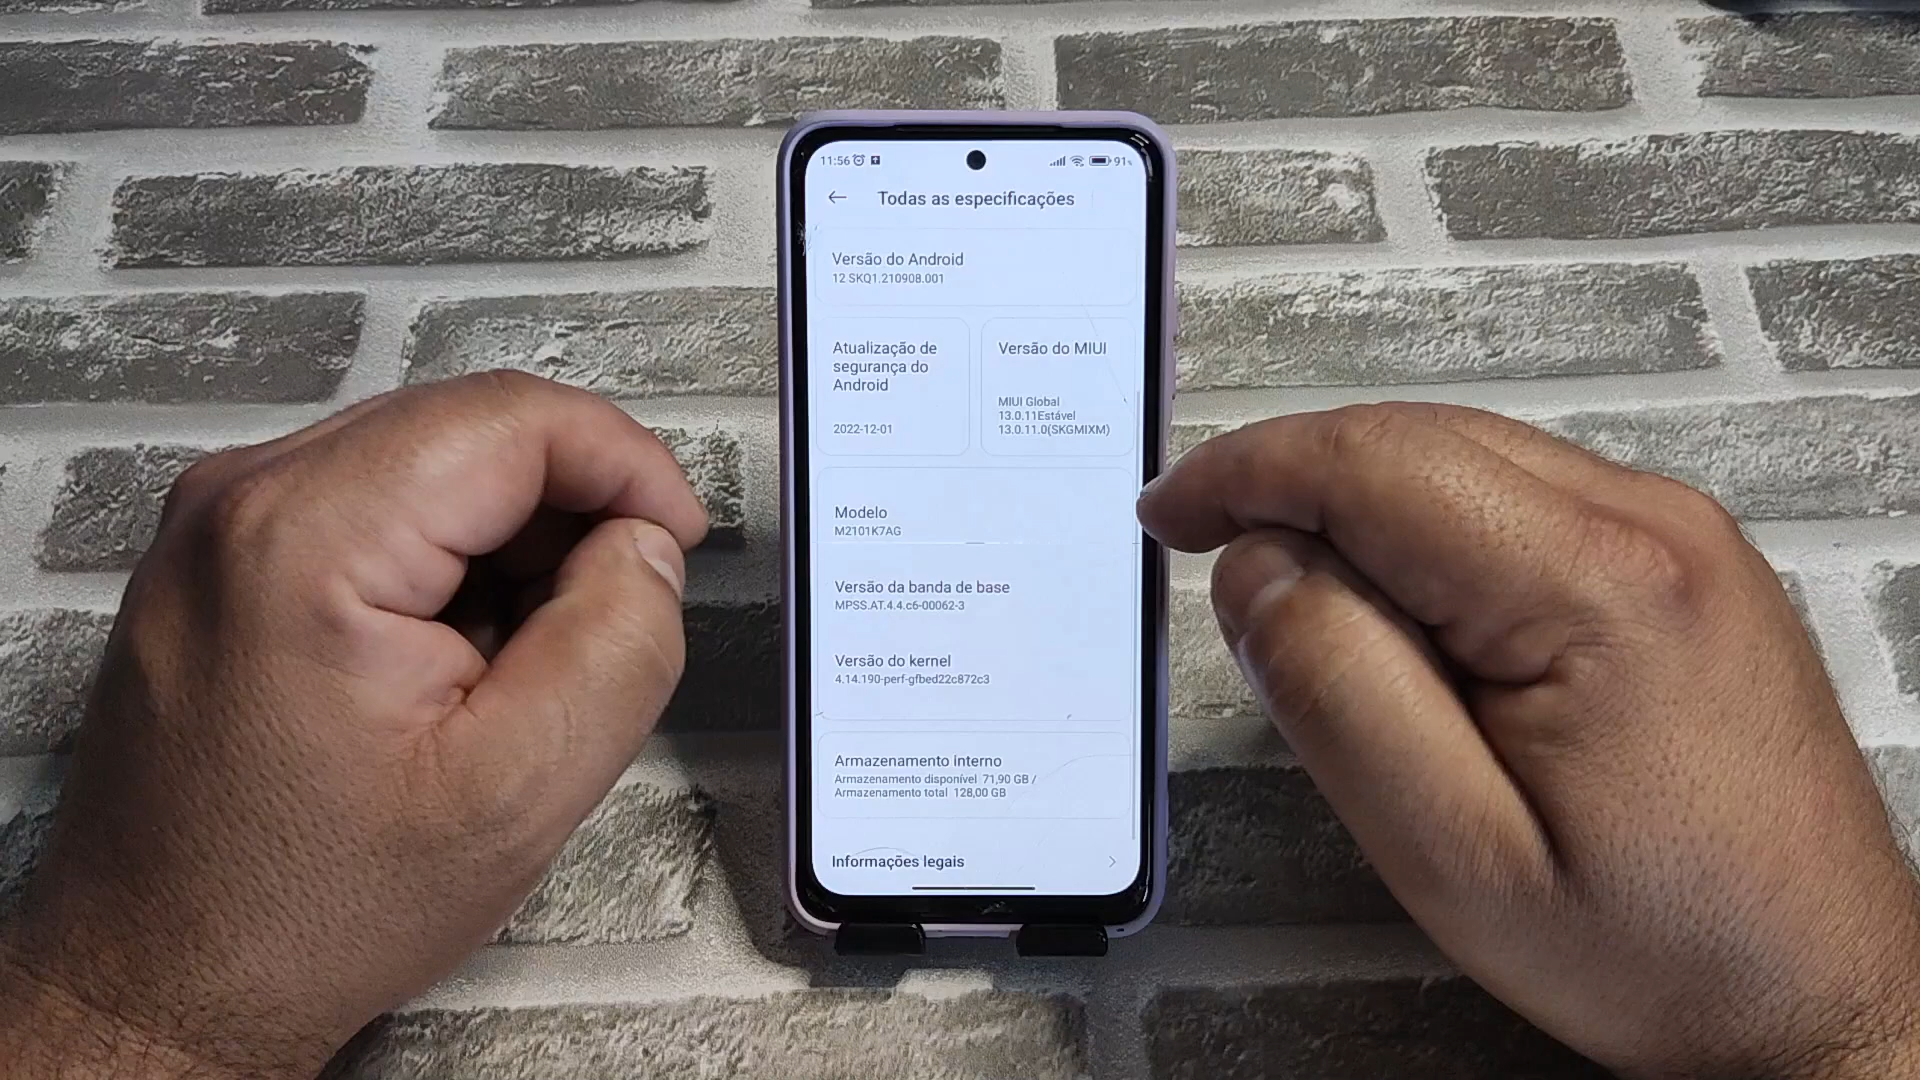 11:56
91%
Todas as especificações
Versão do Android
12 SKQ1.210908.001
Atualização de
segurança do
Android
2022-12-01
Versão do MIUI
MIUI Global
13.0.11Estável
13.0.11.0(SKGMIXM)
Modelo
M2101K7AG
Versão da banda de base
MPSS.AT.4.4.c6-00062-3
Versão do kernel
4.14.190-perf-gfbed22c872c3
Armazenamento interno
Armazenamento disponível 71,90 GB /
Armazenamento total 128,00 GB
Informações legais